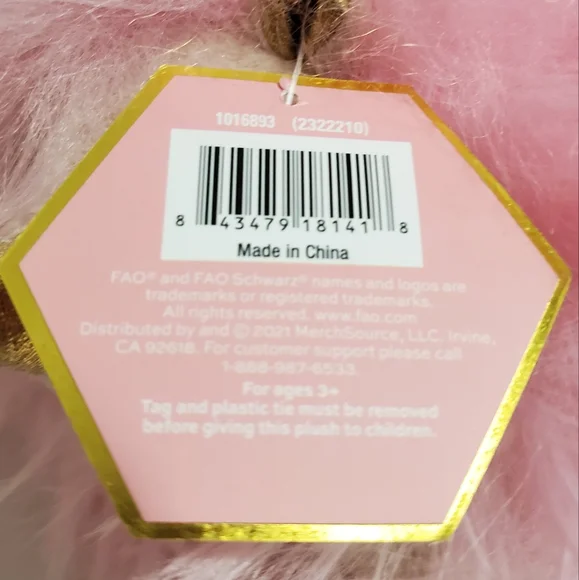 1016893 (2322210)
8 43479 18141 8
Made in China
FAO® and FAO Schwarz® names and logos are
trademarks or registered trademarks.
All rights reserved. www.fao.com
Distributed by and © 2021 MerchSource, LLC. Irvine,
CA 92618. For customer support please call
1-888-987-6533.
For ages 3+
Tag and plastic tie must be removed
before giving this plush to children.